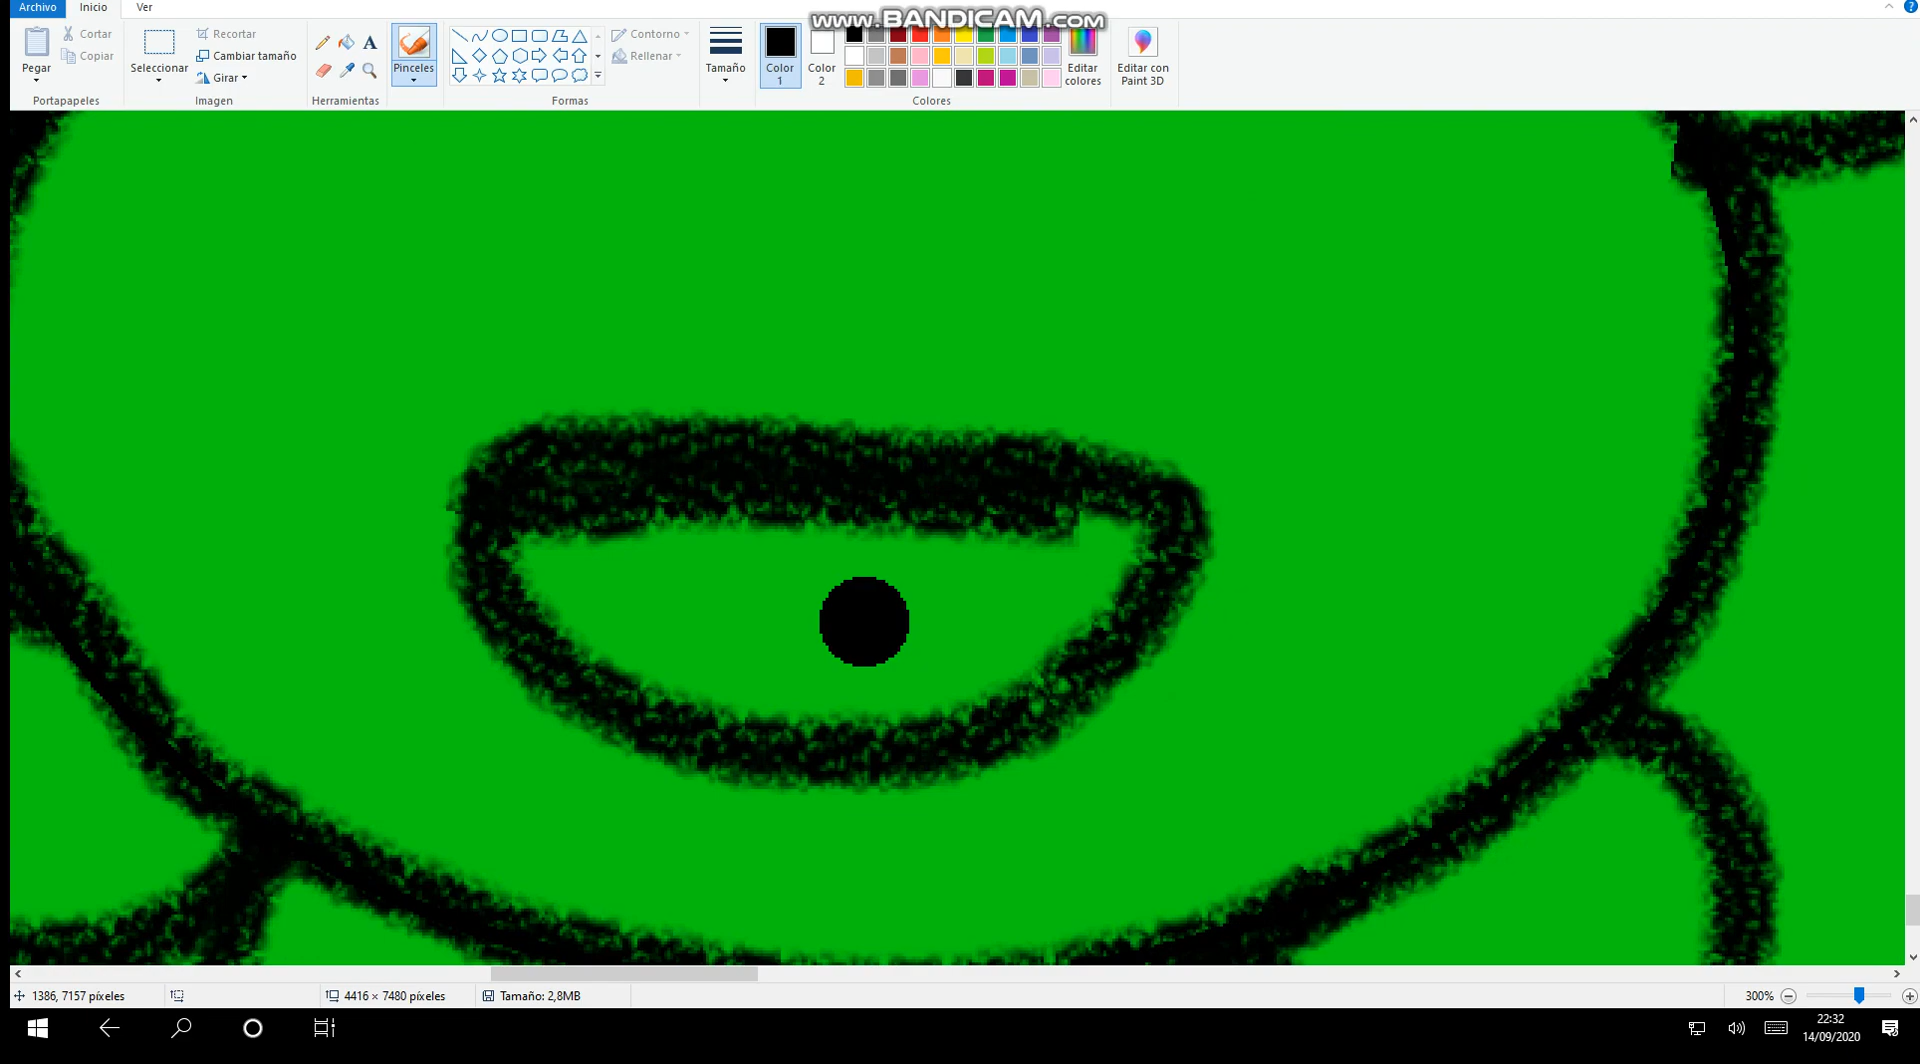 Archivo Inicio Ver
www.BANDICAM.com
Pegar
Cortar
Copiar
Portapapeles
Seleccionar
Recortar
Cambiar tamaño
Girar
Imagen
A
Herramientas
Pinceles
Contorno
Rellenar
Formas
Tamaño
Color
1
Color
2
Editar
colores
Editar con
Paint 3D
Colores
1386, 7157 píxeles
4416 × 7480 píxeles
Tamaño: 2,8MB
300%
22:32
14/09/2020